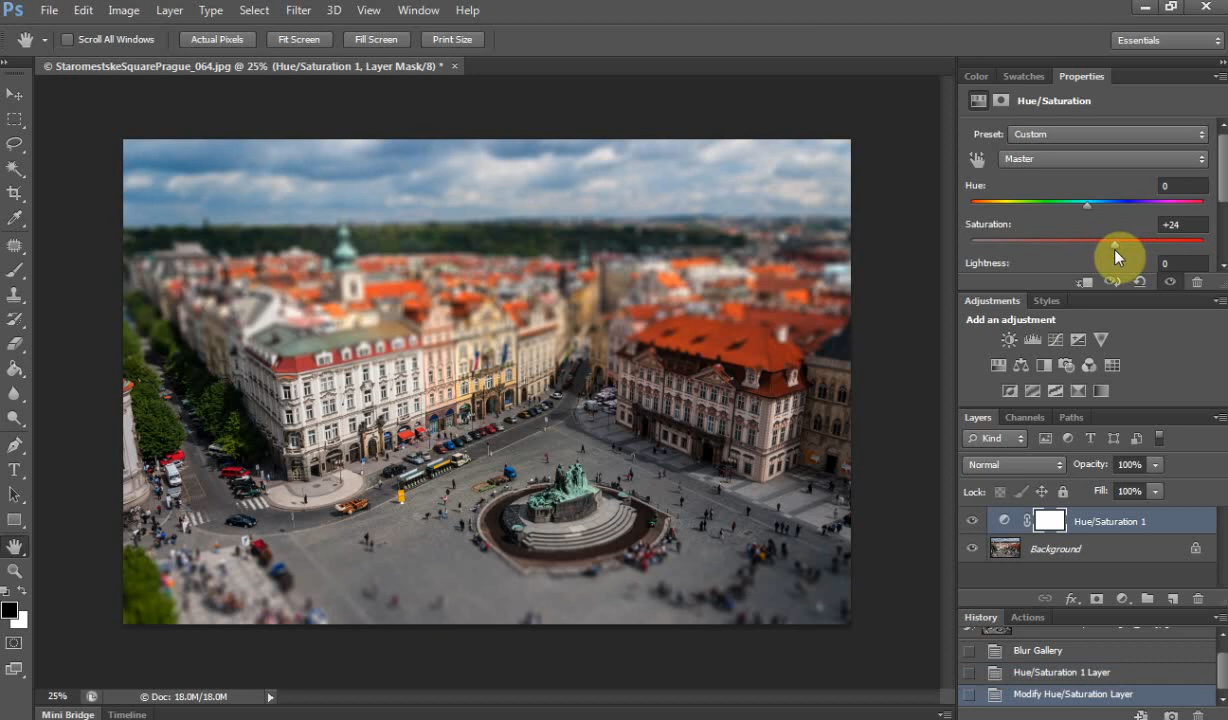 Ps File Edit Image Layer Type Select Filter 3D View Window Help
Scroll All Windows Actual Pixels Fit Screen Fill Screen Print Size Essentials
© StaromestskeSquarePrague_064.jpg @ 25% (Hue/Saturation 1, Layer Mask/8) * ×
Color Swatches Properties
Hue/Saturation
Preset: Custom
Master
Hue: 0
Saturation: +24
Lightness: 0
Adjustments Styles
Add an adjustment
Layers Channels Paths
Kind
Normal Opacity: 100%
Lock: Fill: 100%
Hue/Saturation 1
Background
History Actions
Blur Gallery
Hue/Saturation 1 Layer
Modify Hue/Saturation Layer
25% © Doc: 18.0M/18.0M
Mini Bridge Timeline